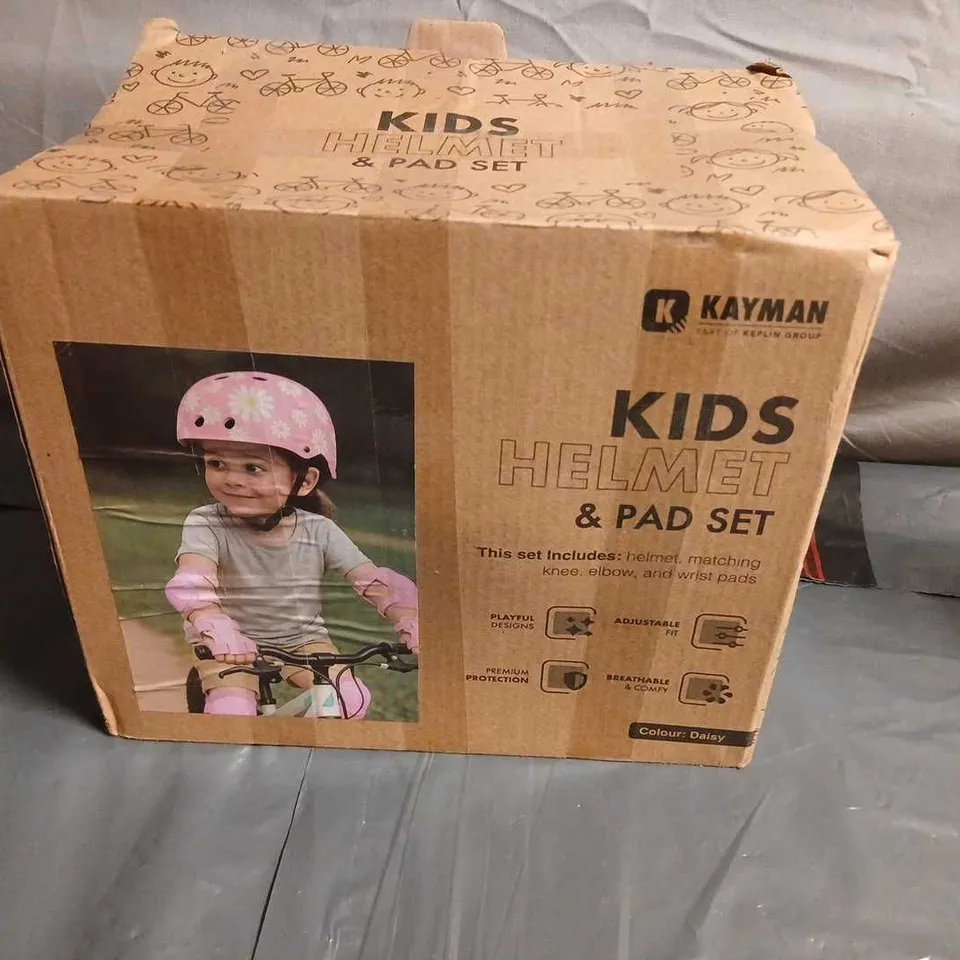 KIDS
HELMET
& PAD SET
K KAYMAN
PART OF KEPLIN GROUP
KIDS
HELMET
& PAD SET
This set Includes: helmet, matching
knee, elbow, and wrist pads
PLAYFUL
DESIGNS
ADJUSTABLE
FIT
PREMIUM
PROTECTION
BREATHABLE
& COMFY
Colour: Daisy